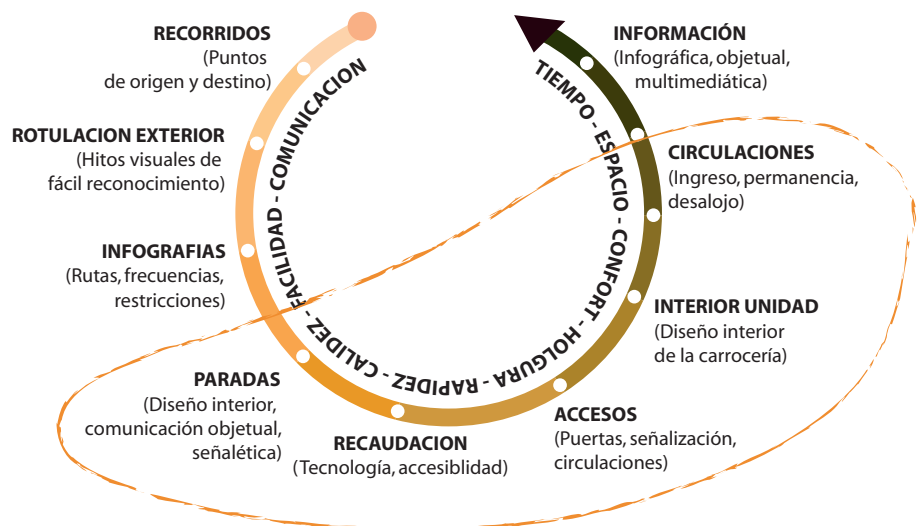 RECORRIDOS
(Puntos
de origen y destino)
ROTULACION EXTERIOR
(Hitos visuales de
fácil reconocimiento)
INFOGRAFIAS
(Rutas, frecuencias,
restricciones)
PARADAS
(Diseño interior,
comunicación objetual,
señalética)
RECAUDACION
(Tecnología, accesiblidad)
ACCESOS
(Puertas, señalización,
circulaciones)
INTERIOR UNIDAD
(Diseño interior
de la carrocería)
CIRCULACIONES
(Ingreso, permanencia,
desalojo)
INFORMACIÓN
(Infográfica, objetual,
multimediática)
TIEMPO - ESPACIO - CONFORT - HOLGURA - RAPIDEZ - CALIDEZ - FACILIDAD - COMUNICACION